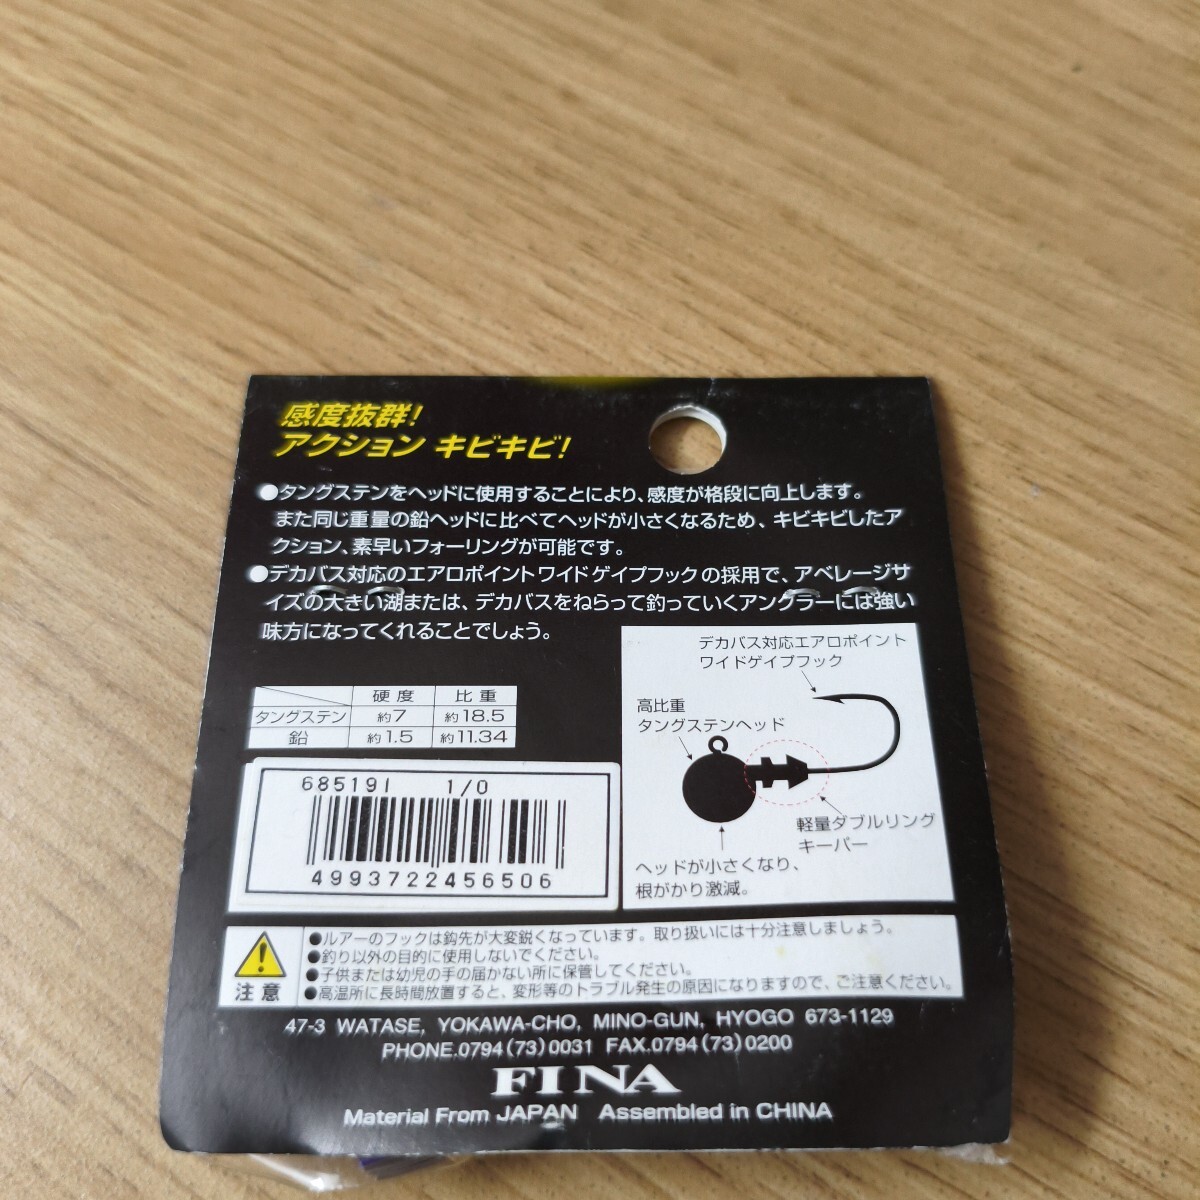 感度抜群!
アクション キビキビ!
●タングステンをヘッドに使用することにより、感度が格段に向上します。
また同じ重量の鉛ヘッドに比べてヘッドが小さくなるため、キビキビしたア
クション、素早いフォーリングが可能です。
●デカバス対応のエアロポイントワイドゲイプフックの採用で、アベレージサ
イズの大きい湖または、デカバスをねらって釣っていくアングラーには強い
味方になってくれることでしょう。
硬度 比重
タングステン 約7 約18.5
鉛 約1.5 約11.34
デカバス対応エアロポイント
ワイドゲイプフック
高比重
タングステンヘッド
軽量ダブルリング
キーパー
ヘッドが小さくなり、
根がかり激減。
685191 1/0
4993722456506
注意
●ルアーのフックは鈎先が大変鋭くなっています。取り扱いには十分注意しましょう。
●釣り以外の目的に使用しないでください。
●子供または幼児の手の届かない所に保管してください。
●高温所に長時間放置すると、変形等のトラブル発生の原因になりますので、ご注意ください。
47-3 WATASE, YOKAWA-CHO, MINO-GUN, HYOGO 673-1129
PHONE.0794(73)0031 FAX.0794(73)0200
FINA
Material From JAPAN Assembled in CHINA